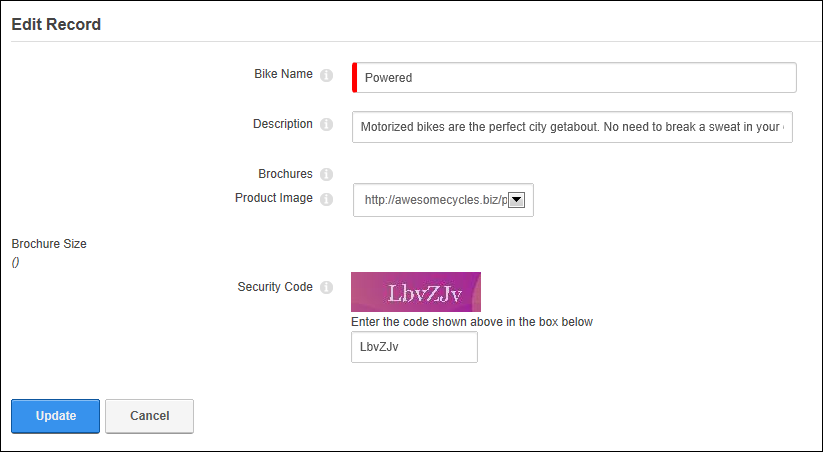 Edit Record
Bike Name
Powered
Description
Motorized bikes are the perfect city getabout. No need to break a sweat in your
Brochures
Product Image
http://awesomecycles.biz/p
Brochure Size
()
Security Code
LbvZJv
Enter the code shown above in the box below
LbvZJv
Update Cancel